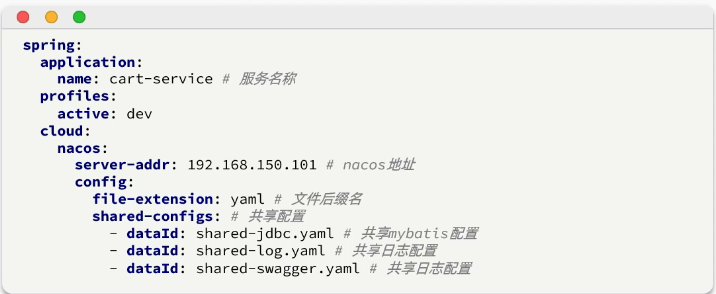 spring:
  application:
    name: cart-service # 服务名称
  profiles:
    active: dev
  cloud:
    nacos:
      server-addr: 192.168.150.101 # nacos地址
      config:
        file-extension: yaml # 文件后缀名
        shared-configs: # 共享配置
          - dataId: shared-jdbc.yaml # 共享mybatis配置
          - dataId: shared-log.yaml # 共享日志配置
          - dataId: shared-swagger.yaml # 共享日志配置